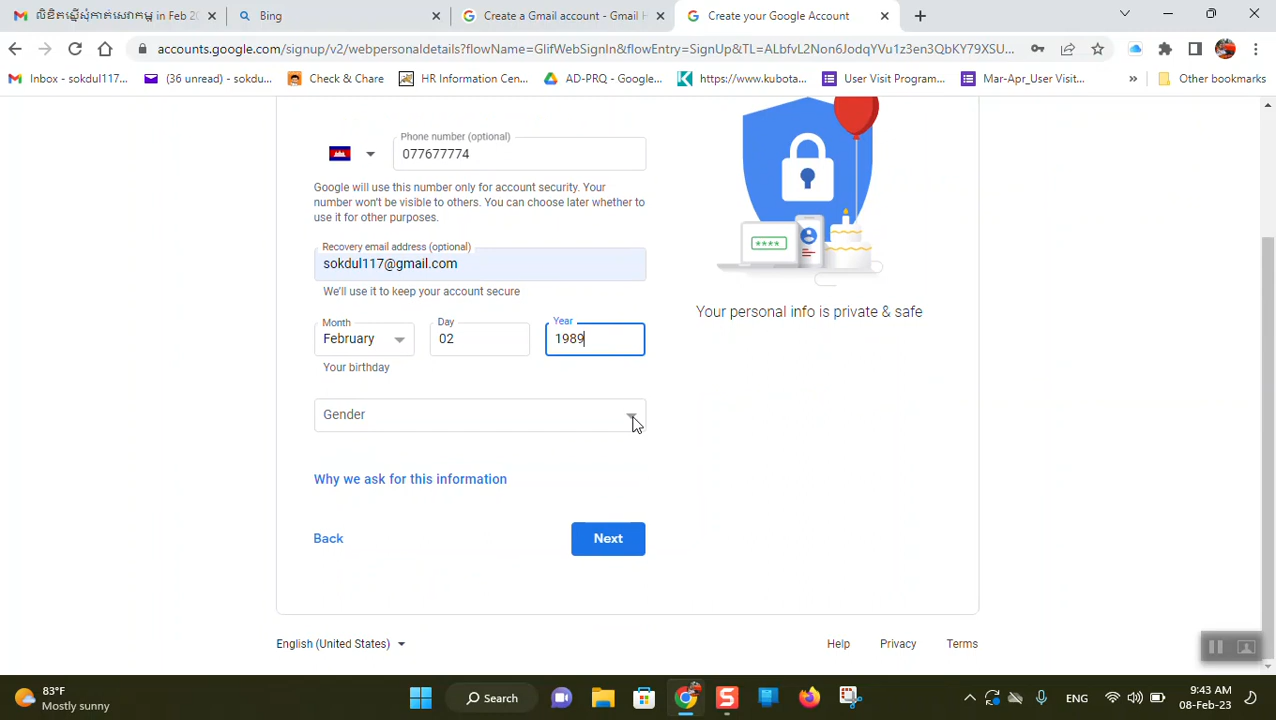 លិខិតស្នើសុំកាត់សេវាកម្ម in Feb 20
Bing
Create a Gmail account - Gmail H
Create your Google Account
accounts.google.com/signup/v2/webpersonaldetails?flowName=GlifWebSignIn&flowEntry=SignUp&TL=ALbfvL2Non6JodqYVu1z3en3QbKY79XSU...
Inbox - sokdul117...
(36 unread) - sokdu...
Check & Share
HR Information Cen...
AD-PRQ - Google...
https://www.kubota...
User Visit Program...
Mar-Apr_User Visit...
»
Other bookmarks
Phone number (optional)
077677774
Google will use this number only for account security. Your
number won't be visible to others. You can choose later whether to
use it for other purposes.
Recovery email address (optional)
sokdul117@gmail.com
We'll use it to keep your account secure
Month
February
Day
02
Year
1989
Your birthday
Gender
Why we ask for this information
Back
Next
****
Your personal info is private & safe
English (United States)
Help
Privacy
Terms
83°F
Mostly sunny
Search
ENG
9:43 AM
08-Feb-23